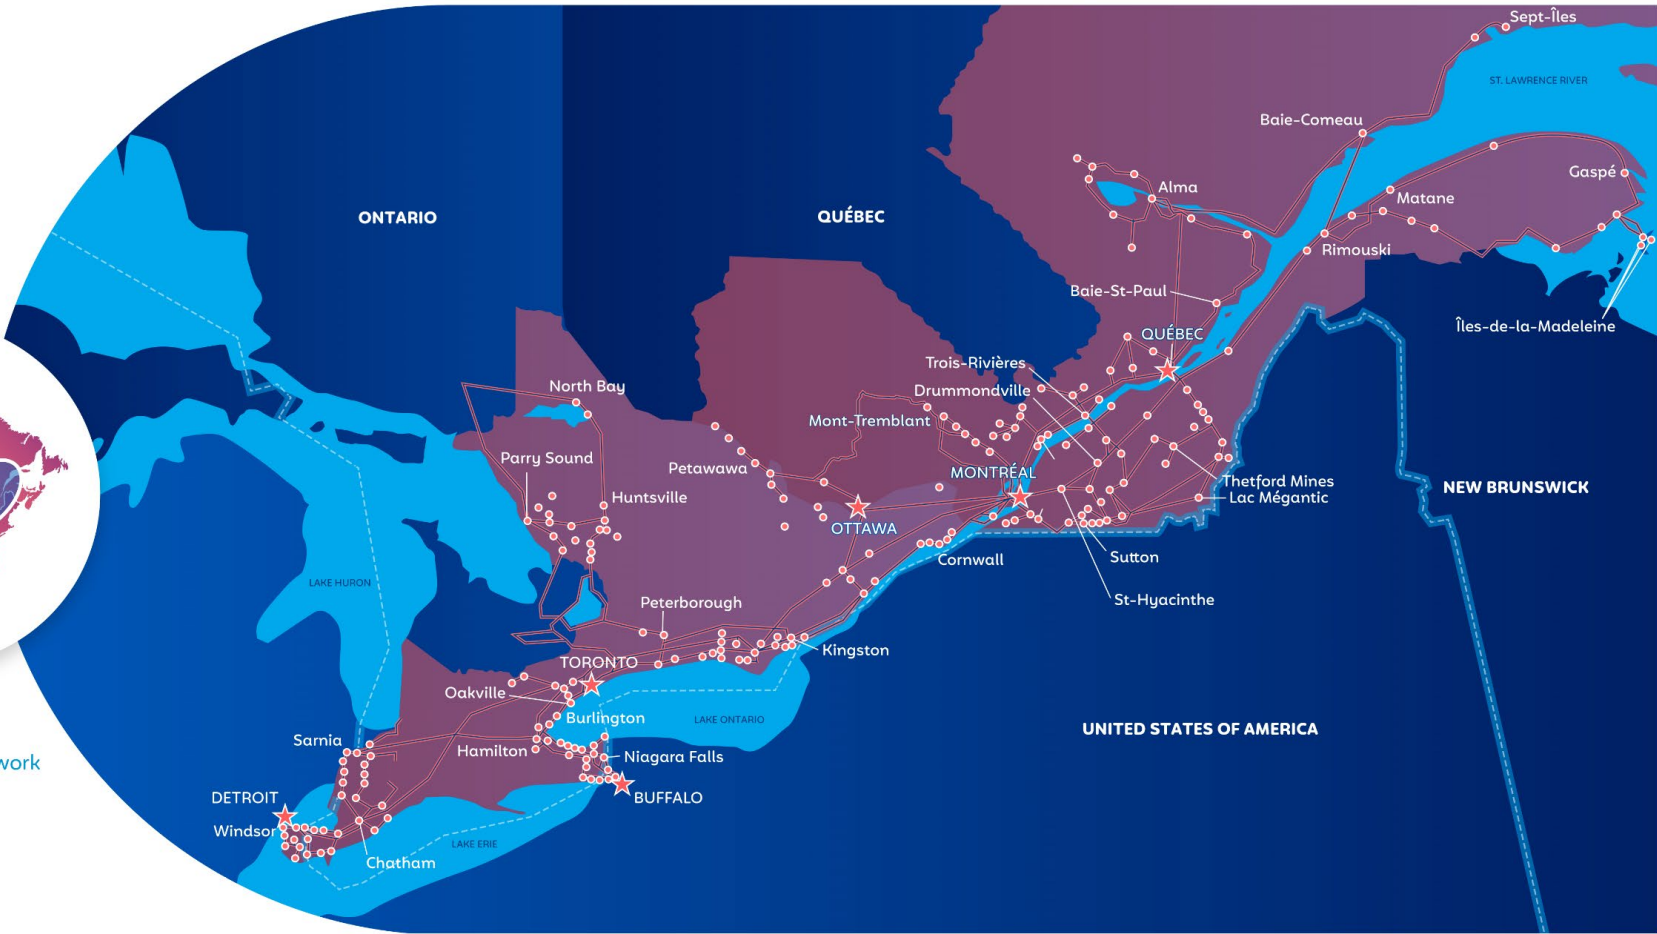 Sept-Îles
ST. LAWRENCE RIVER
Baie-Comeau
Gaspé
Alma
Matane
ONTARIO
QUÉBEC
Rimouski
Baie-St-Paul
Îles-de-la-Madeleine
QUÉBEC
Trois-Rivières
Drummondville
North Bay
Mont-Tremblant
Parry Sound
Petawawa
MONTRÉAL
Thetford Mines
Lac Mégantic
NEW BRUNSWICK
Huntsville
OTTAWA
Cornwall
Sutton
LAKE HURON
St-Hyacinthe
Peterborough
Kingston
TORONTO
Oakville
Burlington
LAKE ONTARIO
UNITED STATES OF AMERICA
Sarnia
Hamilton
Niagara Falls
work
DETROIT
BUFFALO
Windsor
LAKE ERIE
Chatham